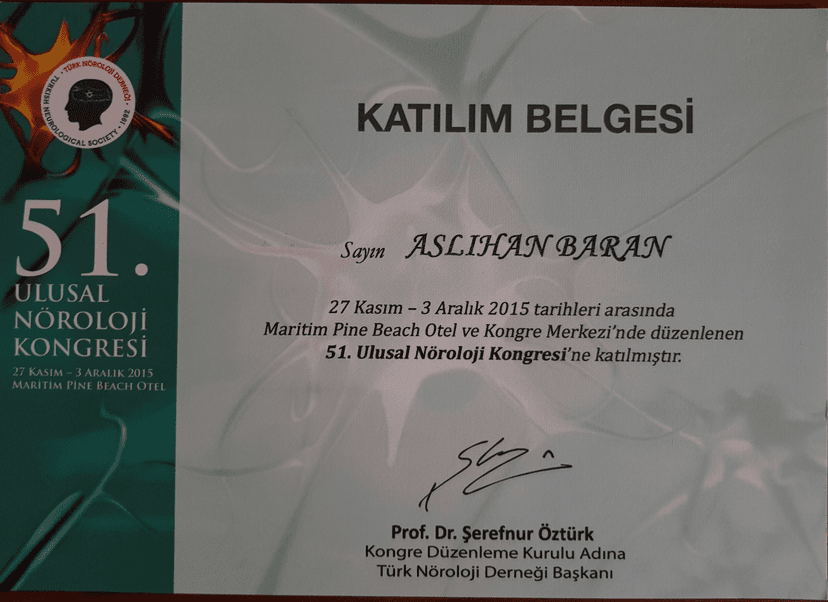 TÜRK NÖROLOJİ DERNEĞİ
TURKISH NEUROLOGICAL SOCIETY
1992
51.
ULUSAL
NÖROLOJİ
KONGRESİ
27 KASIM – 3 ARALIK 2015
MARITIM PINE BEACH OTEL
KATILIM BELGESİ
Sayın ASLIHAN BARAN
27 Kasım – 3 Aralık 2015 tarihleri arasında
Maritim Pine Beach Otel ve Kongre Merkezi'nde düzenlenen
51. Ulusal Nöroloji Kongresi'ne katılmıştır.
Prof. Dr. Şerefnur Öztürk
Kongre Düzenleme Kurulu Adına
Türk Nöroloji Derneği Başkanı